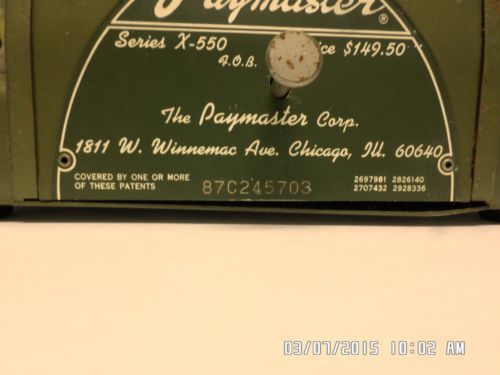 Paymaster®
Series X-550 ice $149.50
F.O.B.
The Paymaster Corp.
1811 W. Winnemac Ave. Chicago, Ill. 60640
COVERED BY ONE OR MORE
OF THESE PATENTS
87C245703
2697981 2826140
2707432 2928336
03/07/2015 10:02 AM